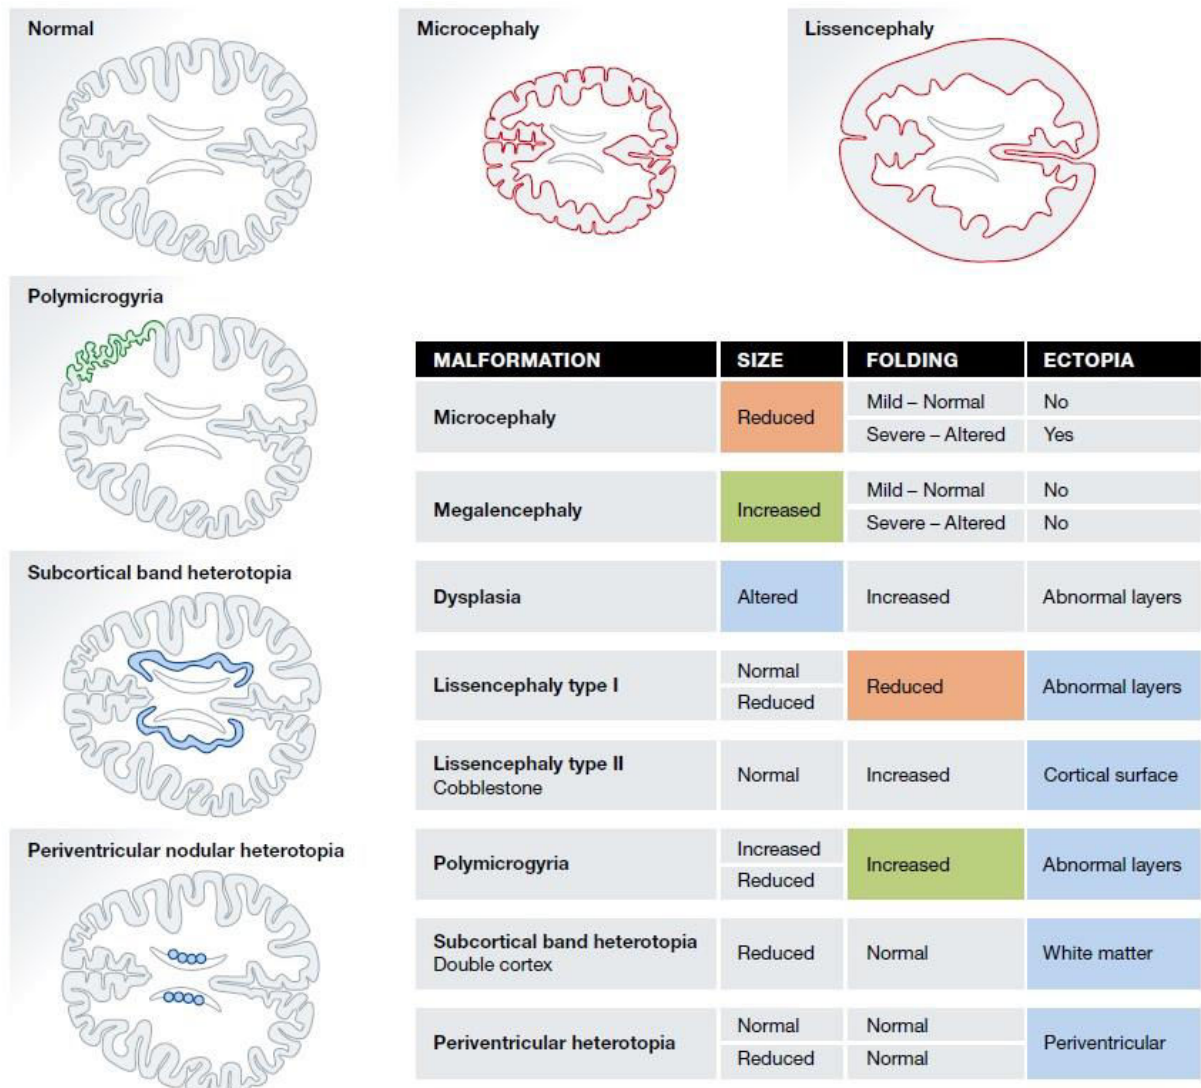 Normal
Microcephaly
Lissencephaly
Polymicrogyria
Subcortical band heterotopia
Periventricular nodular heterotopia
MALFORMATION SIZE FOLDING ECTOPIA
Microcephaly Reduced
Mild – Normal No
Severe – Altered Yes
Megalencephaly Increased
Mild – Normal No
Severe – Altered No
Dysplasia Altered Increased Abnormal layers
Lissencephaly type I
Normal
Reduced
Reduced Abnormal layers
Lissencephaly type II
Cobblestone
Normal Increased Cortical surface
Polymicrogyria
Increased
Reduced
Increased Abnormal layers
Subcortical band heterotopia
Double cortex
Reduced Normal White matter
Periventricular heterotopia
Normal Normal
Reduced Normal
Periventricular